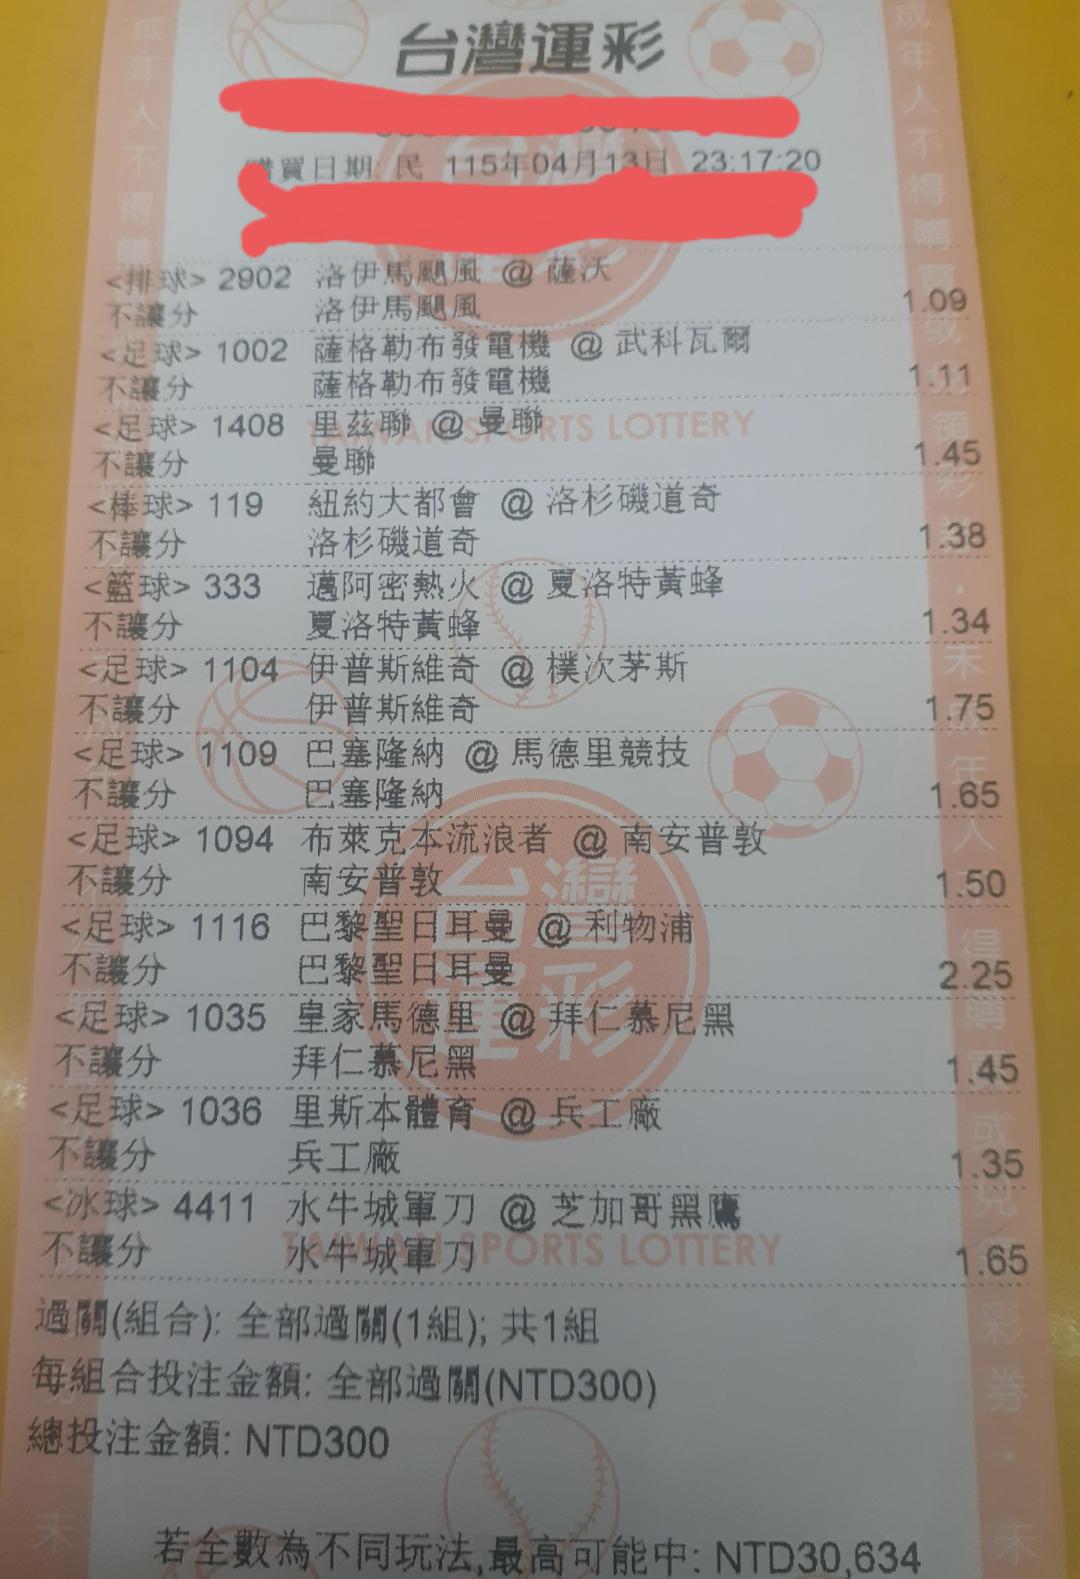 台灣運彩
購買日期: 民 115年04月13日 23:17:20
<排球> 2902 洛伊馬颶風 @ 薩沃
不讓分 洛伊馬颶風 1.09
<足球> 1002 薩格勒布發電機 @ 武科瓦爾
不讓分 薩格勒布發電機 1.11
<足球> 1408 里茲聯 @ 曼聯
不讓分 曼聯 1.45
<棒球> 119 紐約大都會 @ 洛杉磯道奇
不讓分 洛杉磯道奇 1.38
<籃球> 333 邁阿密熱火 @ 夏洛特黃蜂
不讓分 夏洛特黃蜂 1.34
<足球> 1104 伊普斯維奇 @ 樸次茅斯
不讓分 伊普斯維奇 1.75
<足球> 1109 巴塞隆納 @ 馬德里競技
不讓分 巴塞隆納 1.65
<足球> 1094 布萊克本流浪者 @ 南安普敦
不讓分 南安普敦 1.50
<足球> 1116 巴黎聖日耳曼 @ 利物浦
不讓分 巴黎聖日耳曼 2.25
<足球> 1035 皇家馬德里 @ 拜仁慕尼黑
不讓分 拜仁慕尼黑 1.45
<足球> 1036 里斯本體育 @ 兵工廠
不讓分 兵工廠 1.35
<冰球> 4411 水牛城軍刀 @ 芝加哥黑鷹
不讓分 水牛城軍刀 1.65
過關(組合): 全部過關(1組); 共1組
每組合投注金額: 全部過關(NTD300)
總投注金額: NTD300
若全數為不同玩法,最高可能中: NTD30,634
TAIWAN SPORTS LOTTERY
台灣運彩
TAIWAN SPORTS LOTTERY